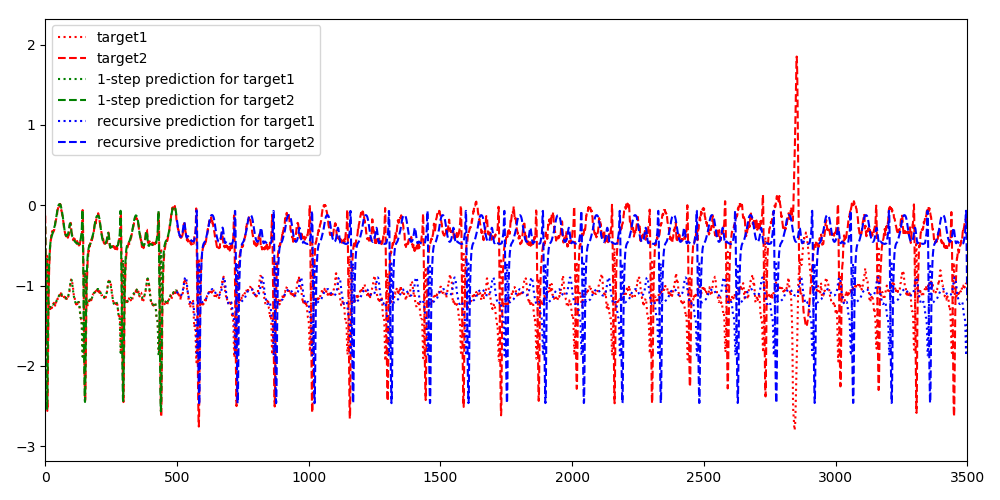 target1
target2
1-step prediction for target1
1-step prediction for target2
recursive prediction for target1
recursive prediction for target2
2
1
0
−1
−2
−3
0 500 1000 1500 2000 2500 3000 3500